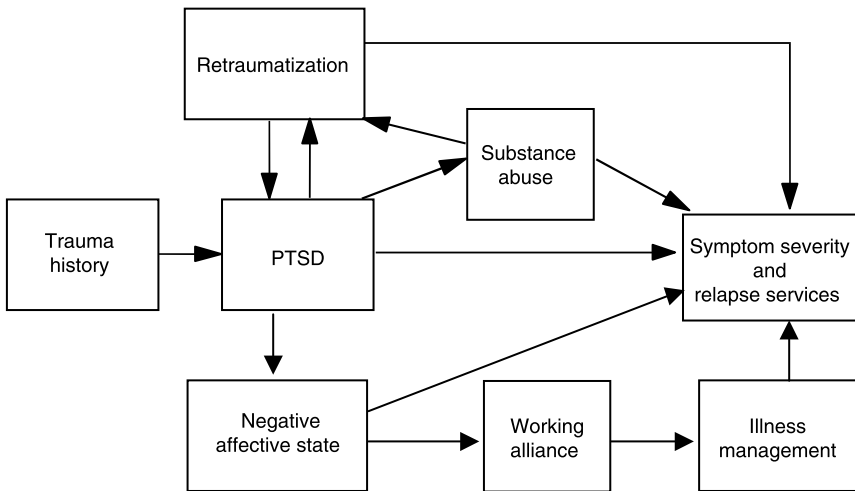 Retraumatization
Substance
abuse
Trauma
history
PTSD
Symptom severity
and
relapse services
Negative
affective state
Working
alliance
Illness
management